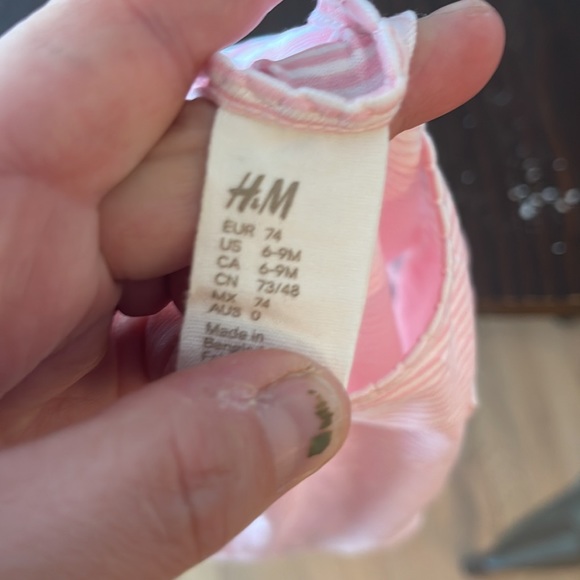 H&M
EUR 74
US 6-9M
CA 6-9M
CN 73/48
MX 74
AUS 0
Made in